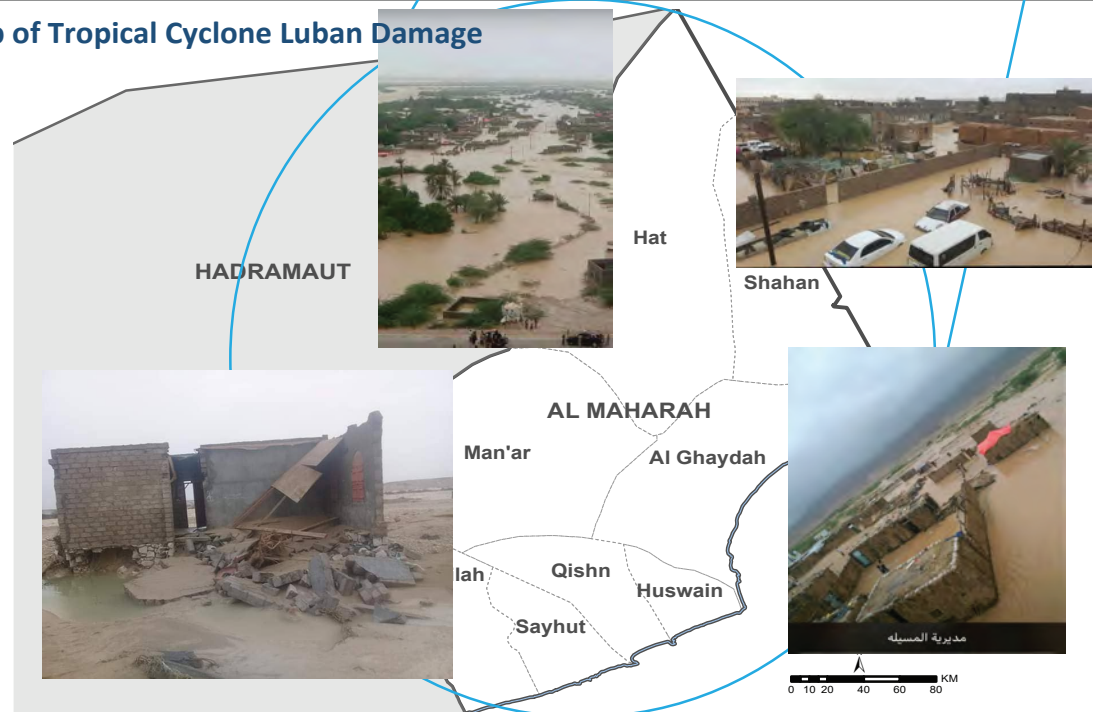 of Tropical Cyclone Luban Damage
Hat
HADRAMAUT
Shahan
AL MAHARAH
Man'ar
Al Ghaydah
lah
Qishn
Huswain
Sayhut
مديرية المسيله
KM
0 10 20 40 60 80